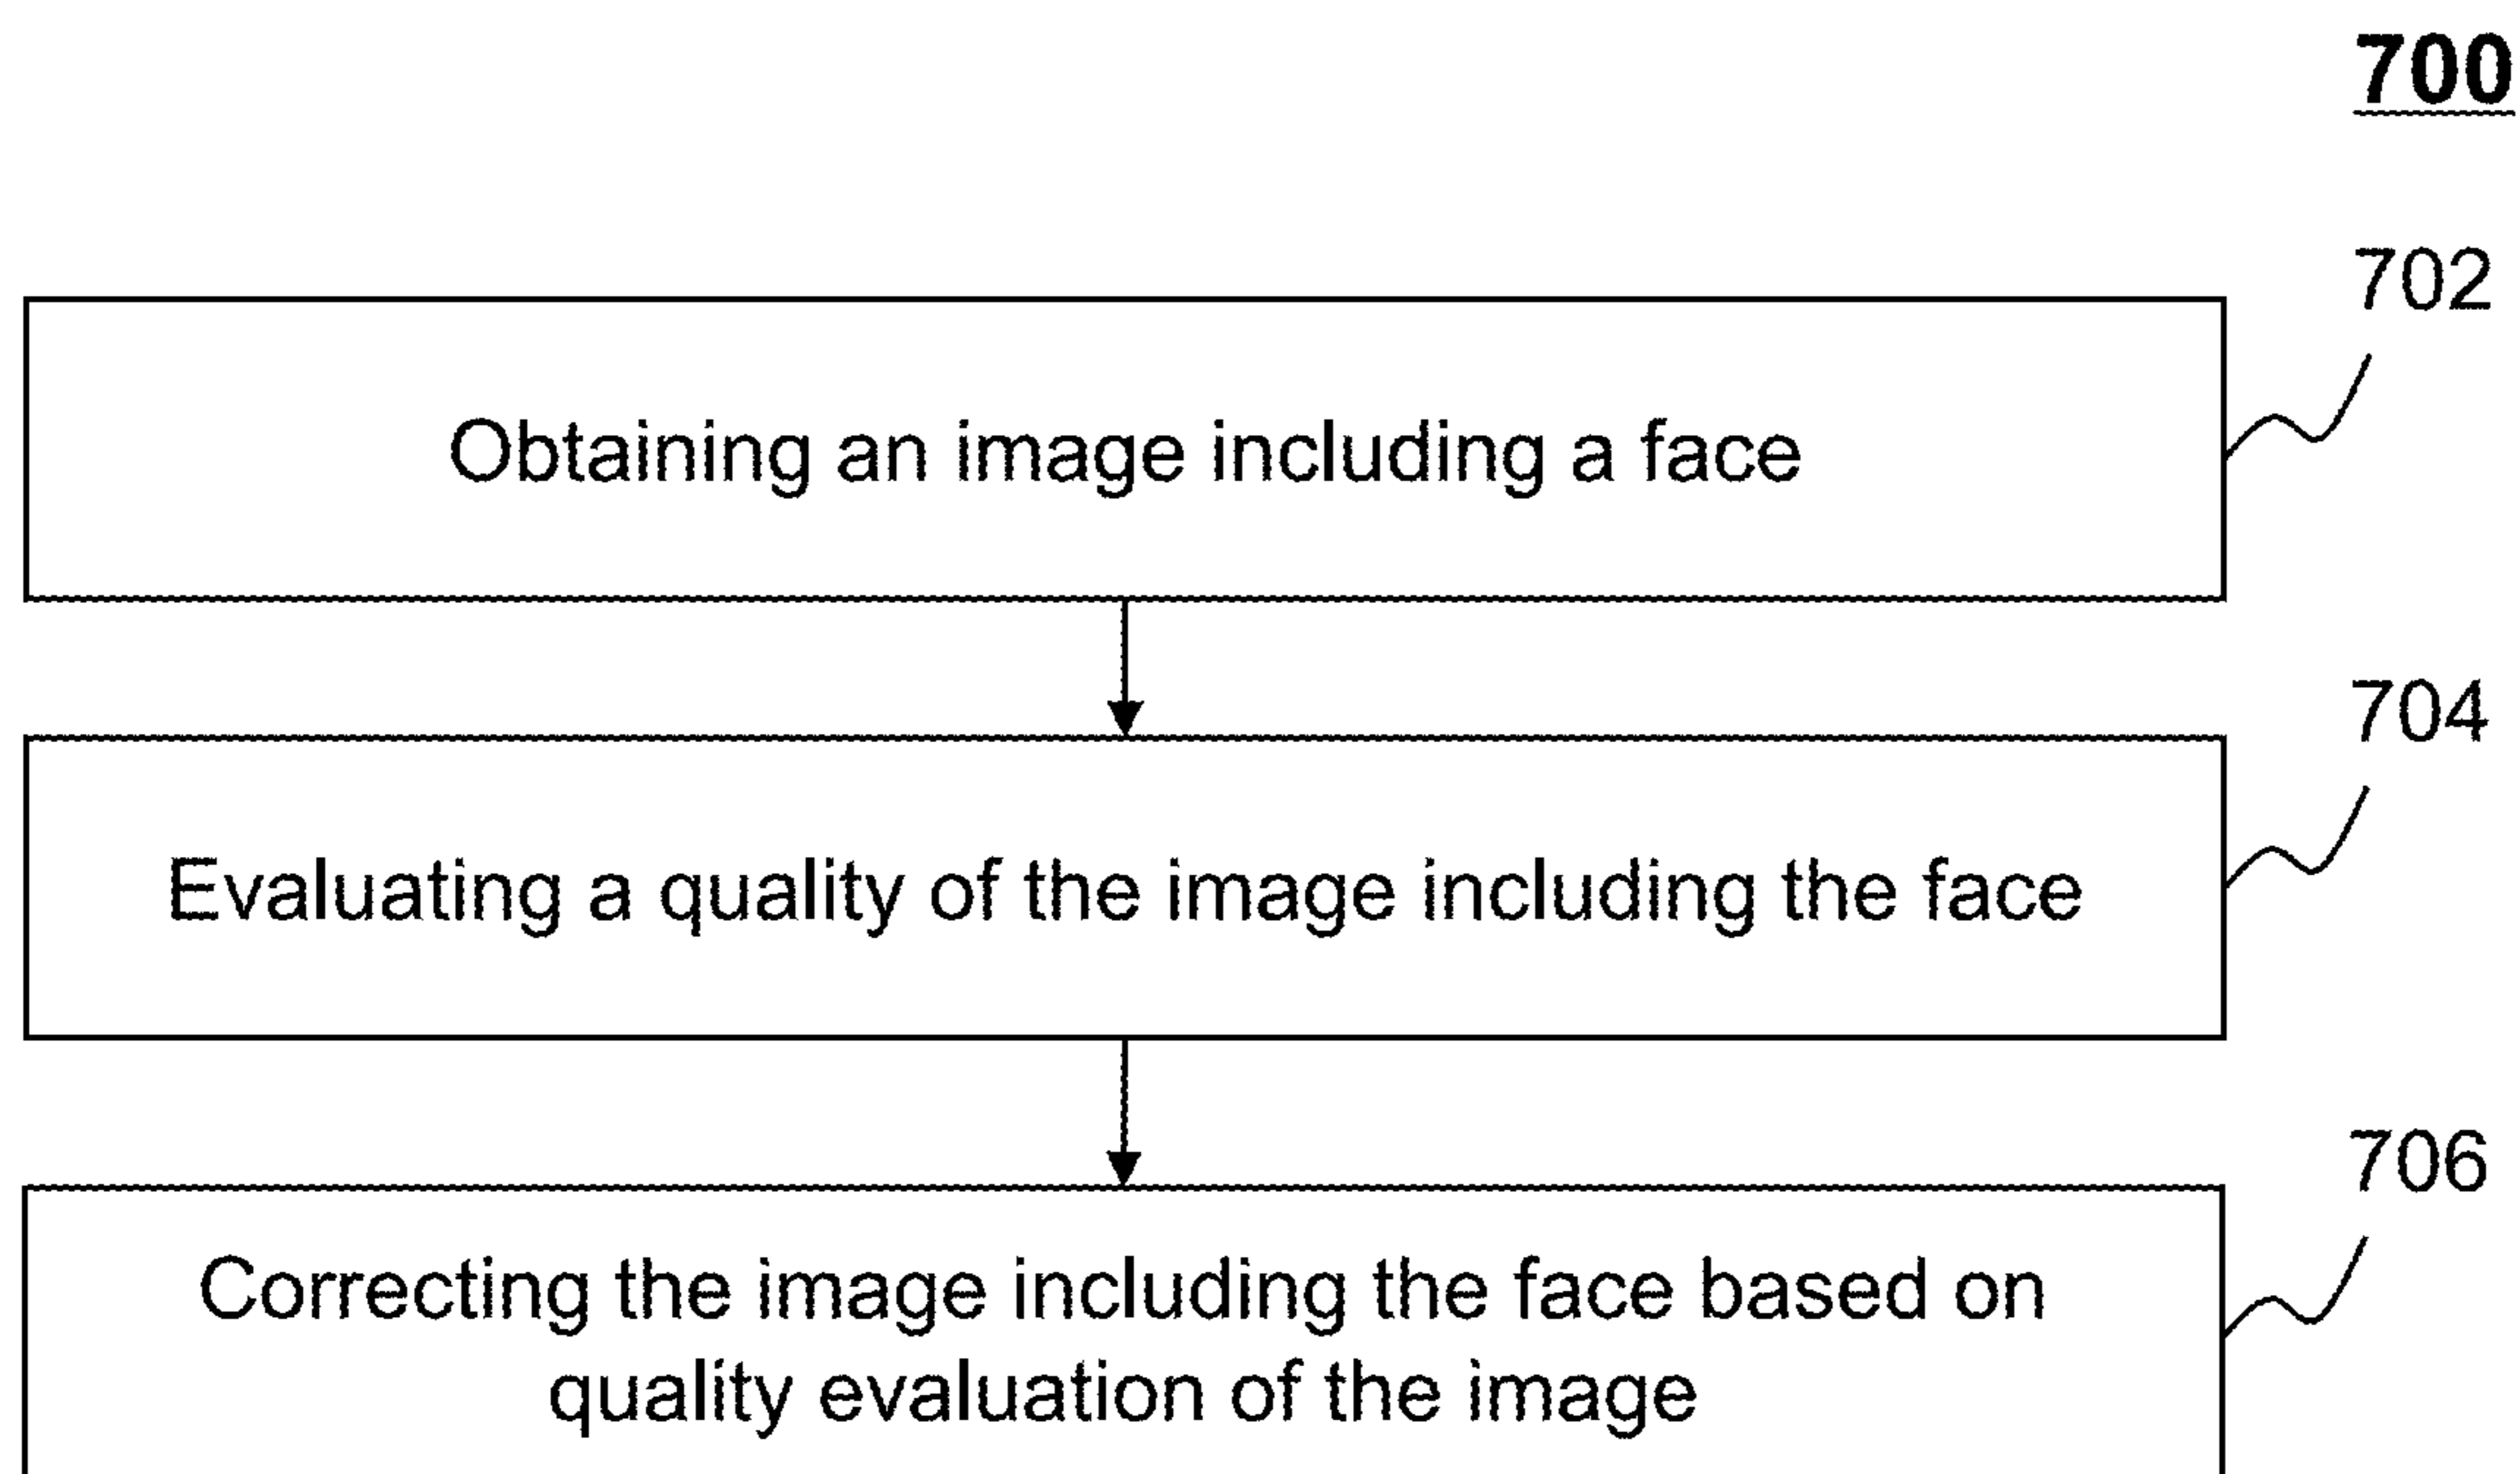 700
702
Obtaining an image including a face
704
Evaluating a quality of the image including the face
706
Correcting the image including the face based on
quality evaluation of the image